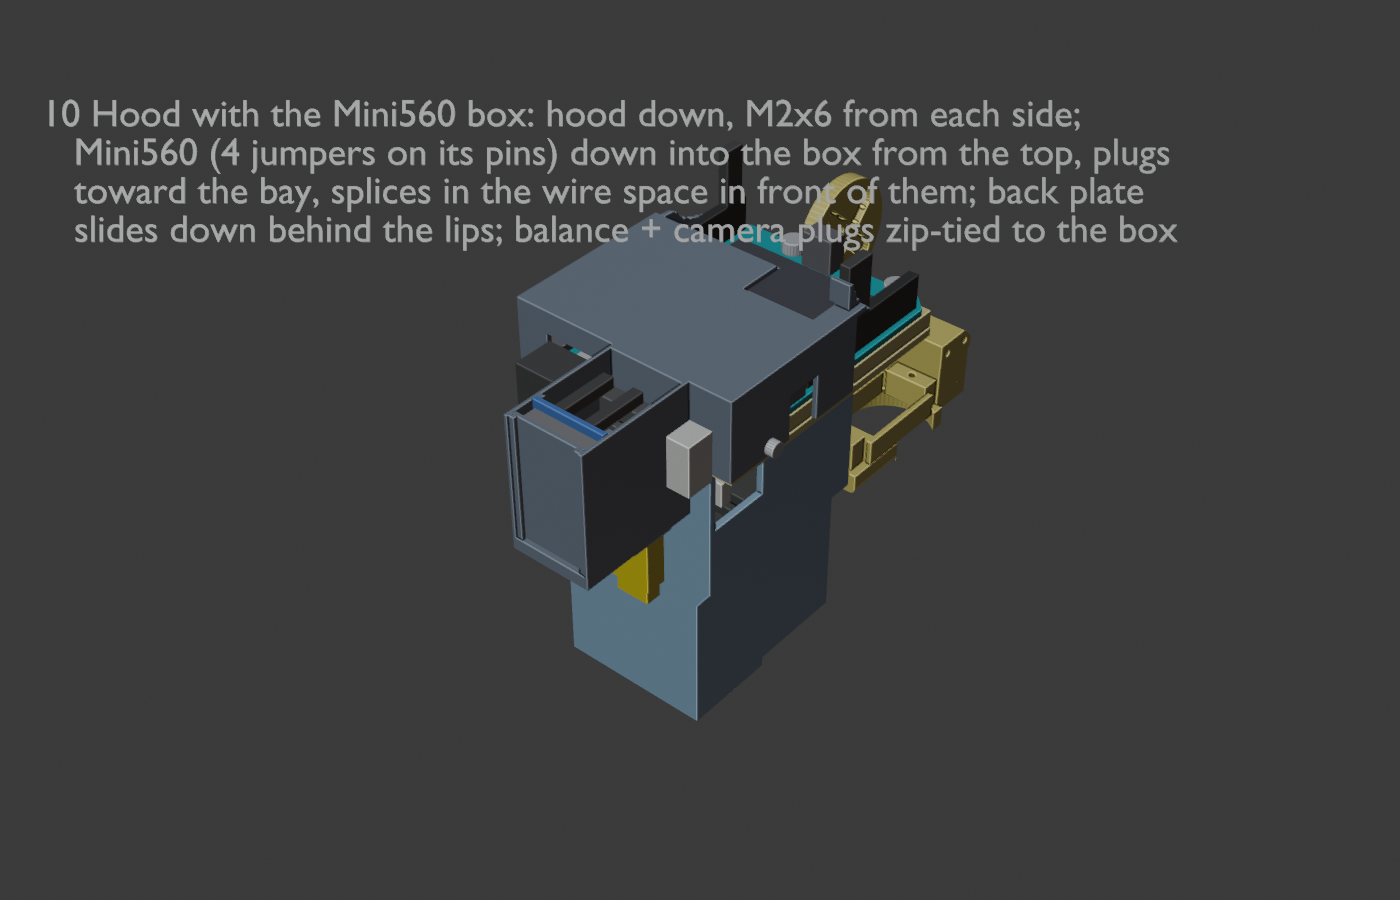 10 Hood with the Mini560 box: hood down, M2x6 from each side;
Mini560 (4 jumpers on its pins) down into the box from the top, plugs
toward the bay, splices in the wire space in front of them; back plate
slides down behind the lips; balance + camera plugs zip-tied to the box